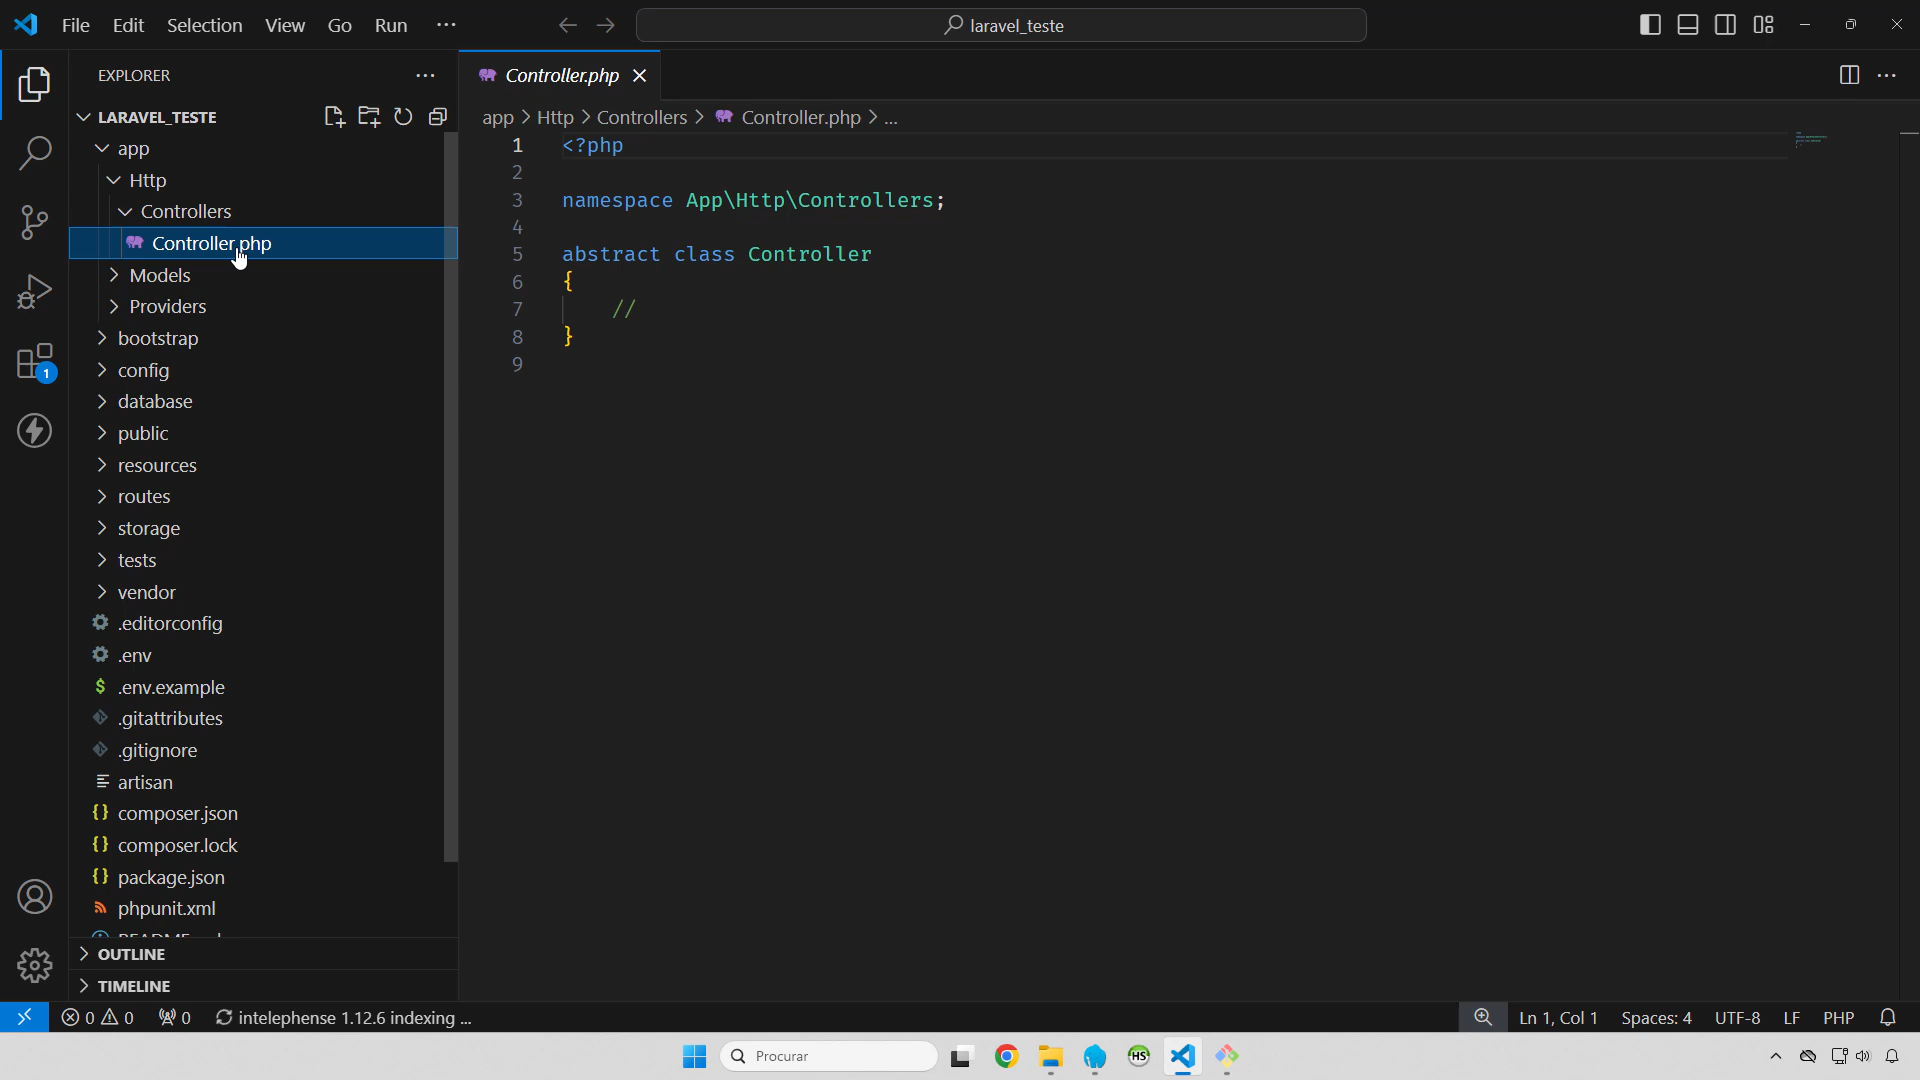 File Edit Selection View Go Run ··· laravel_teste
EXPLORER ···
LARAVEL_TESTE
app
Http
Controllers
Controller.php
Models
Providers
bootstrap
config
database
public
resources
routes
storage
tests
vendor
.editorconfig
.env
$ .env.example
.gitattributes
.gitignore
artisan
{} composer.json
{} composer.lock
{} package.json
phpunit.xml
OUTLINE
TIMELINE
1
Controller.php
app > Http > Controllers > Controller.php > ...
1 <?php
2
3 namespace App\Http\Controllers;
4
5 abstract class Controller
6 {
7 //
8 }
9
0 0 0 intelephense 1.12.6 indexing ... Ln 1, Col 1 Spaces: 4 UTF-8 LF PHP
Procurar HS